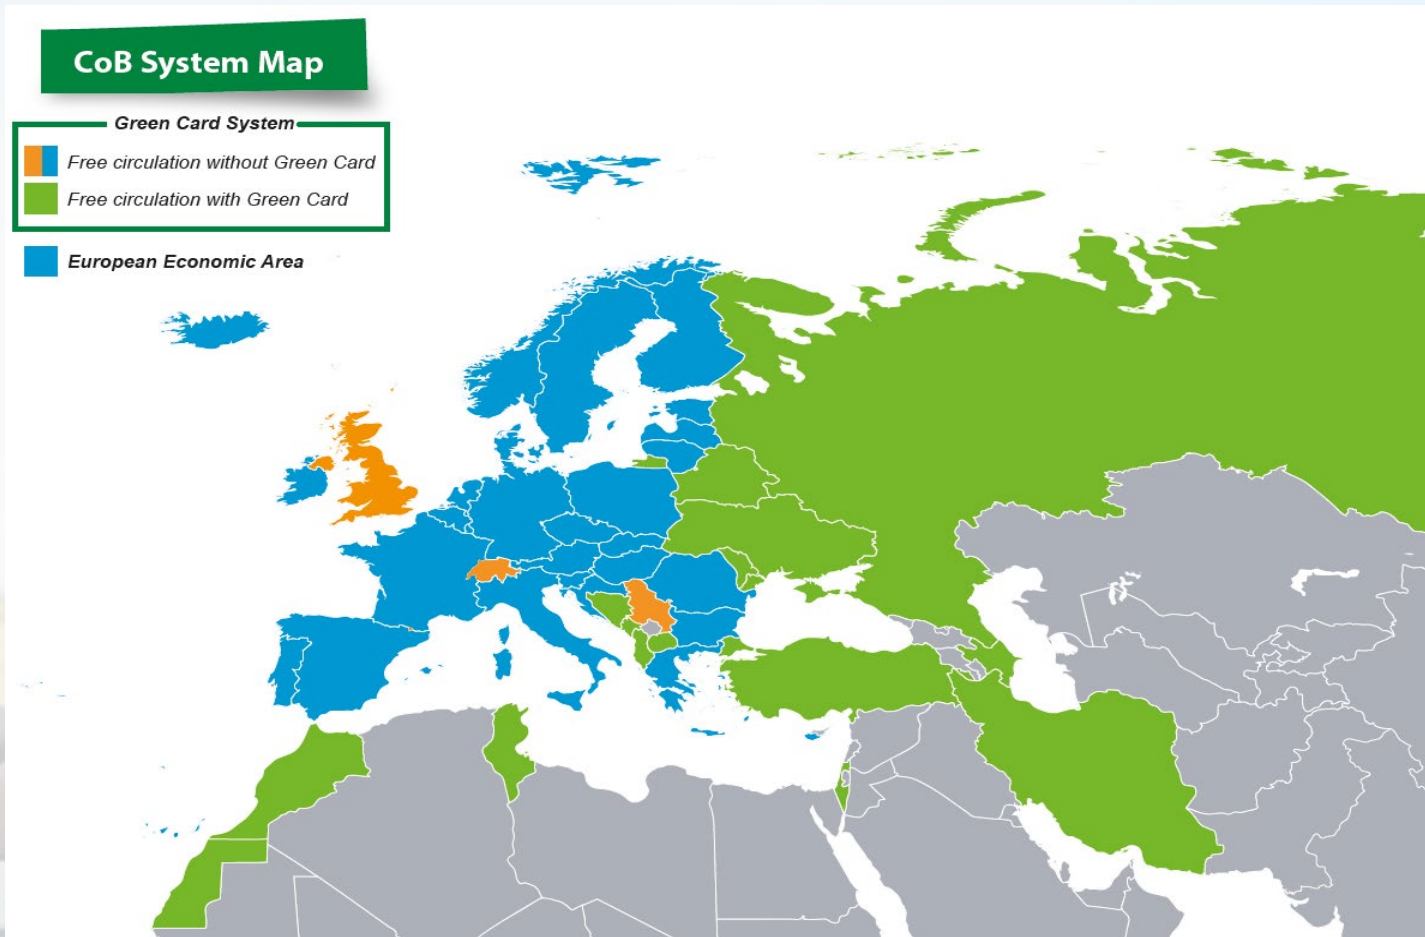 CoB System Map
Green Card System
Free circulation without Green Card
Free circulation with Green Card
European Economic Area